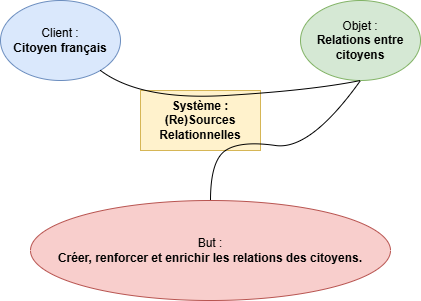 Client :
Citoyen français
Objet :
Relations entre
citoyens
Système :
(Re)Sources
Relationnelles
But :
Créer, renforcer et enrichir les relations des citoyens.